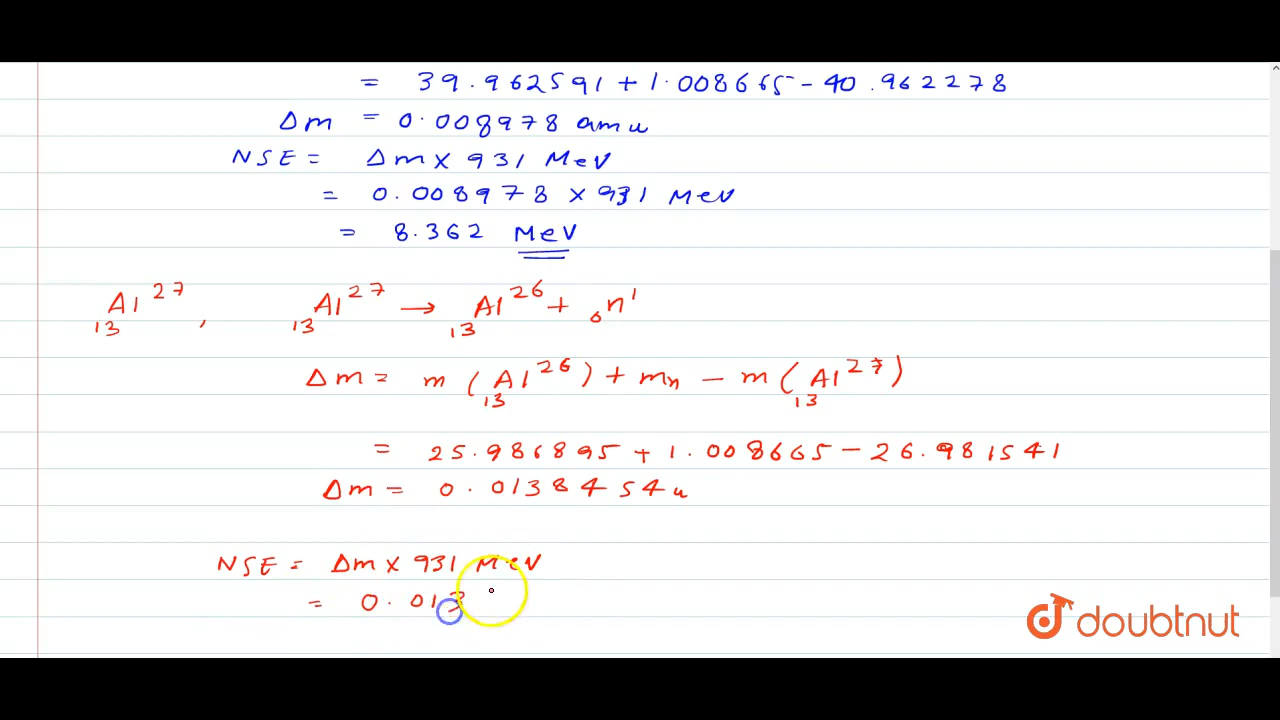 = 39.962591 + 1.008665 - 40.962278
Δm = 0.008978 amu
NSE = Δm × 931 MeV
= 0.008978 × 931 MeV
= 8.362 MeV
₁₃Al²⁷, ₁₃Al²⁷ → ₁₃Al²⁶ + ₀n¹
Δm = m(₁₃Al²⁶) + mₙ - m(₁₃Al²⁷)
= 25.986895 + 1.008665 - 26.981541
Δm = 0.0138454u
NSE = Δm × 931 MeV
= 0.013
doubtnut